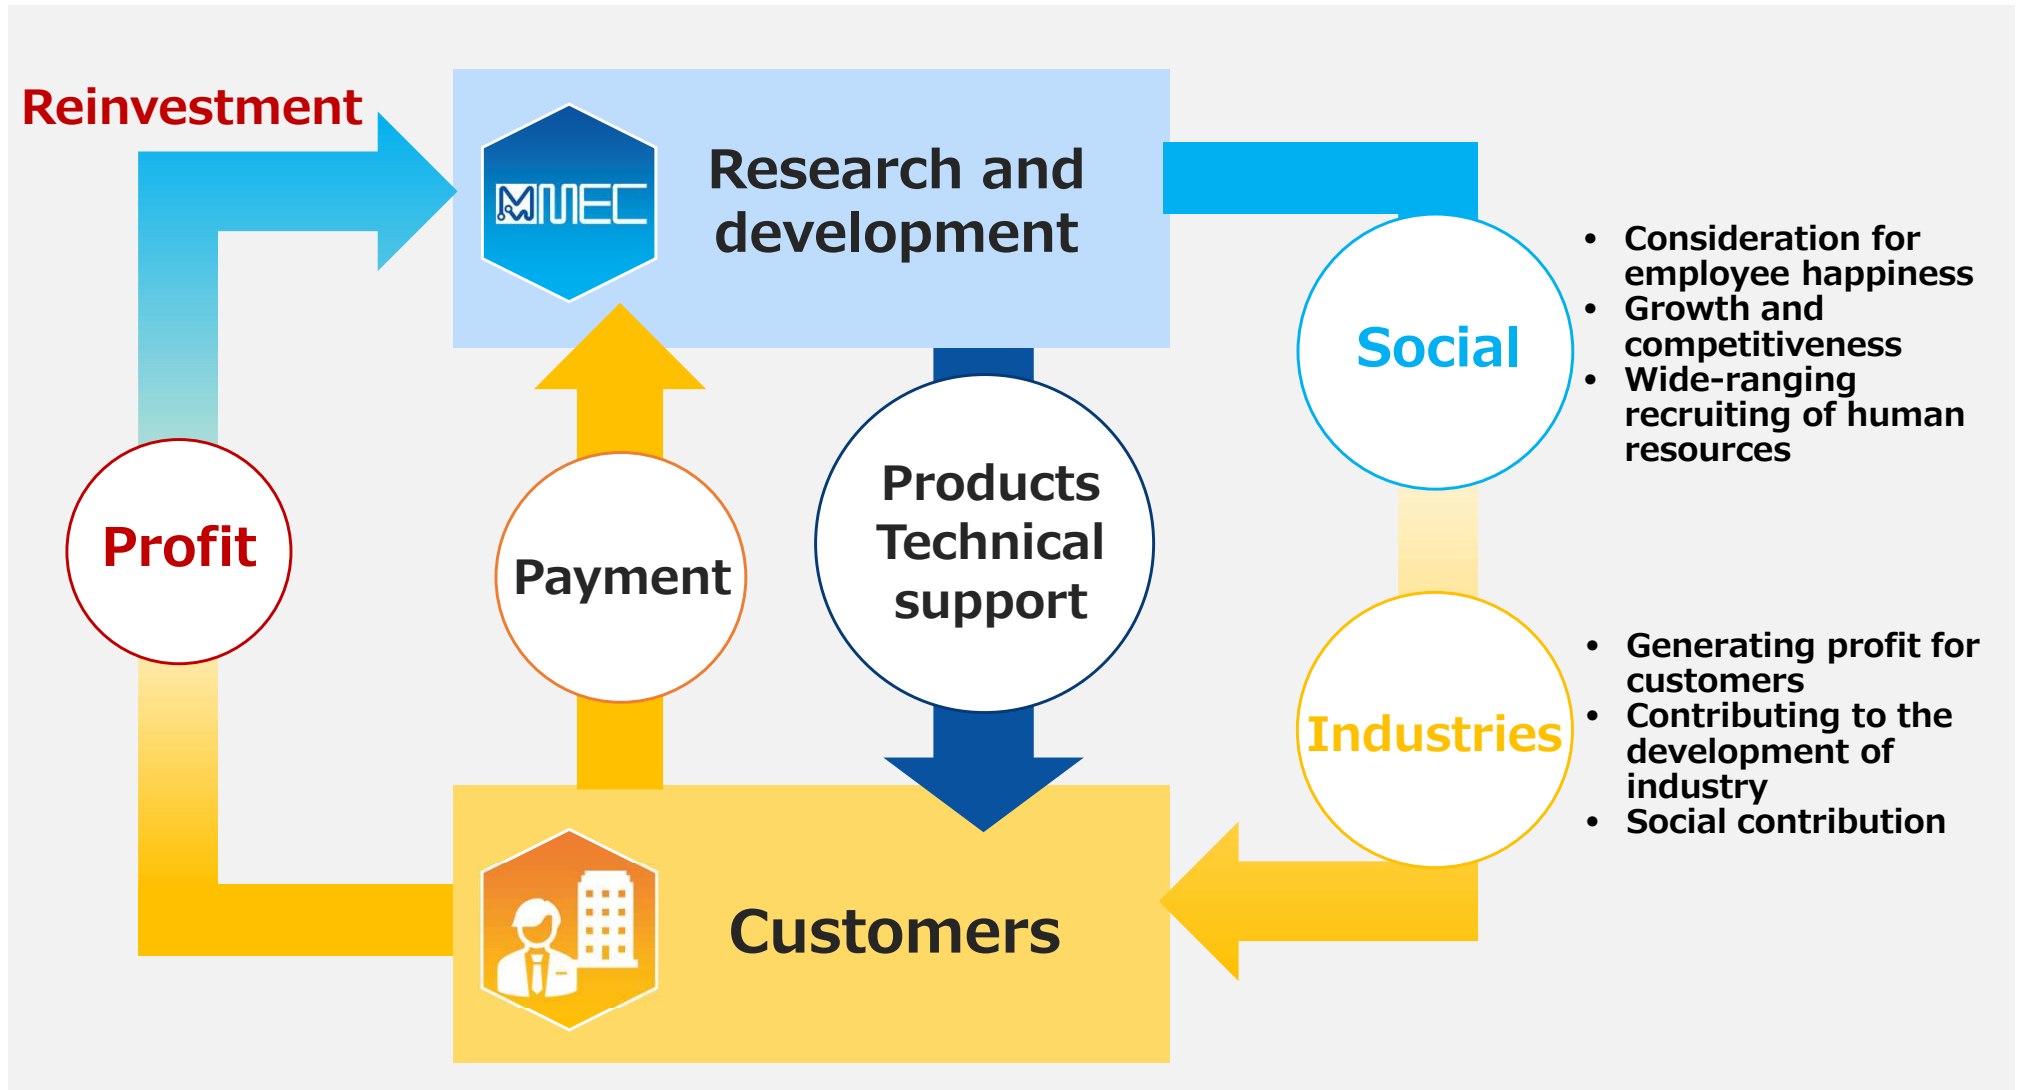 Reinvestment
MMEC
Research and
development
Social
• Consideration for
employee happiness
• Growth and
competitiveness
• Wide-ranging
recruiting of human
resources
Profit
Payment
Products
Technical
support
Industries
• Generating profit for
customers
• Contributing to the
development of
industry
• Social contribution
Customers